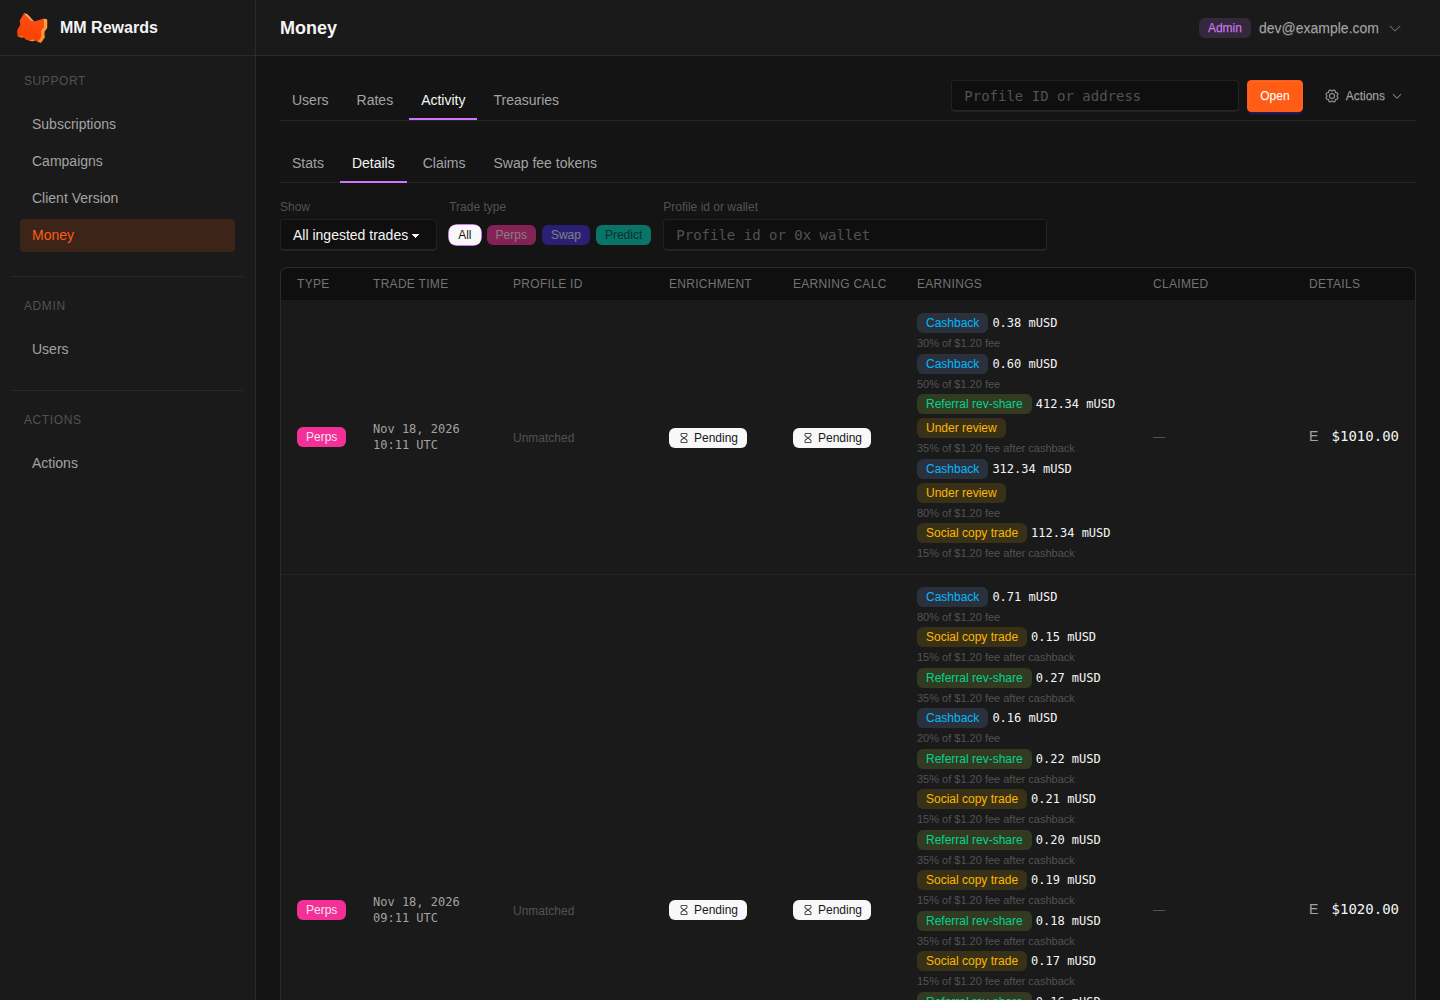 MM Rewards
Money
Admin
dev@example.com
SUPPORT
Subscriptions
Campaigns
Client Version
Money
ADMIN
Users
ACTIONS
Actions
Users
Rates
Activity
Treasuries
Profile ID or address
Open
Actions
Stats
Details
Claims
Swap fee tokens
Show
Trade type
Profile id or wallet
All ingested trades
All
Perps
Swap
Predict
Profile id or 0x wallet
TYPE
TRADE TIME
PROFILE ID
ENRICHMENT
EARNING CALC
EARNINGS
CLAIMED
DETAILS
Perps
Nov 18, 2026
10:11 UTC
Unmatched
Pending
Pending
Cashback 0.38 mUSD
30% of $1.20 fee
Cashback 0.60 mUSD
50% of $1.20 fee
Referral rev-share 412.34 mUSD
Under review
35% of $1.20 fee after cashback
Cashback 312.34 mUSD
Under review
80% of $1.20 fee
Social copy trade 112.34 mUSD
15% of $1.20 fee after cashback
—
E $1010.00
Perps
Nov 18, 2026
09:11 UTC
Unmatched
Pending
Pending
Cashback 0.71 mUSD
80% of $1.20 fee
Social copy trade 0.15 mUSD
15% of $1.20 fee after cashback
Referral rev-share 0.27 mUSD
35% of $1.20 fee after cashback
Cashback 0.16 mUSD
20% of $1.20 fee
Referral rev-share 0.22 mUSD
35% of $1.20 fee after cashback
Social copy trade 0.21 mUSD
15% of $1.20 fee after cashback
Referral rev-share 0.20 mUSD
35% of $1.20 fee after cashback
Social copy trade 0.19 mUSD
15% of $1.20 fee after cashback
Referral rev-share 0.18 mUSD
35% of $1.20 fee after cashback
Social copy trade 0.17 mUSD
15% of $1.20 fee after cashback
—
E $1020.00